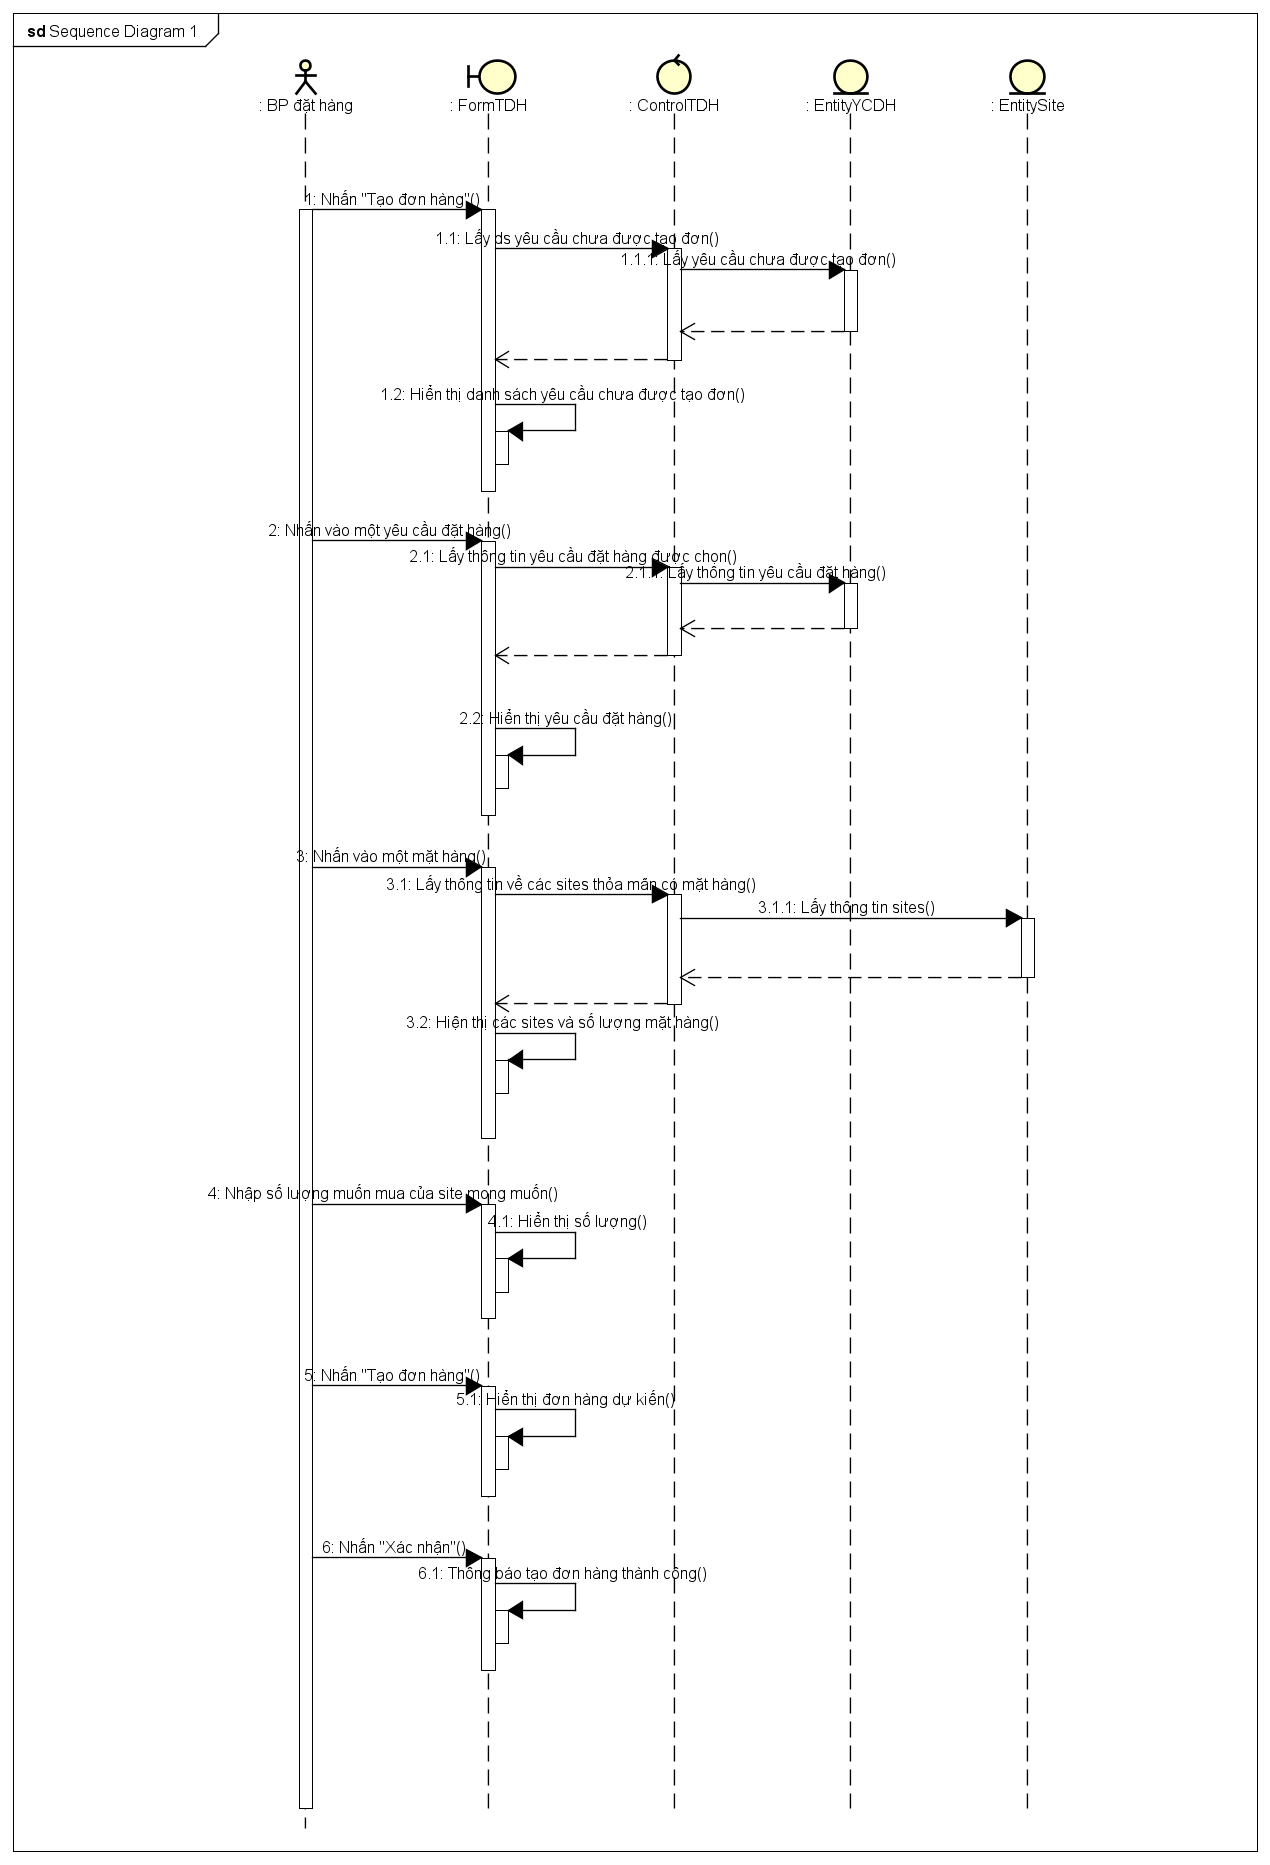 sd Sequence Diagram 1
: BP đặt hàng
: FormTDH
: ControlTDH
: EntityYCDH
: EntitySite
1: Nhấn "Tạo đơn hàng"()
1.1: Lấy ds yêu cầu chưa được tạo đơn()
1.1.1: Lấy yêu cầu chưa được tạo đơn()
1.2: Hiển thị danh sách yêu cầu chưa được tạo đơn()
2: Nhấn vào một yêu cầu đặt hàng()
2.1: Lấy thông tin yêu cầu đặt hàng được chọn()
2.1.1: Lấy thông tin yêu cầu đặt hàng()
2.2: Hiển thị yêu cầu đặt hàng()
3: Nhấn vào một mặt hàng()
3.1: Lấy thông tin về các sites thỏa mãn có mặt hàng()
3.1.1: Lấy thông tin sites()
3.2: Hiện thị các sites và số lượng mặt hàng()
4: Nhập số lượng muốn mua của site mong muốn()
4.1: Hiển thị số lượng()
5: Nhấn "Tạo đơn hàng"()
5.1: Hiển thị đơn hàng dự kiến()
6: Nhấn "Xác nhận"()
6.1: Thông báo tạo đơn hàng thành công()